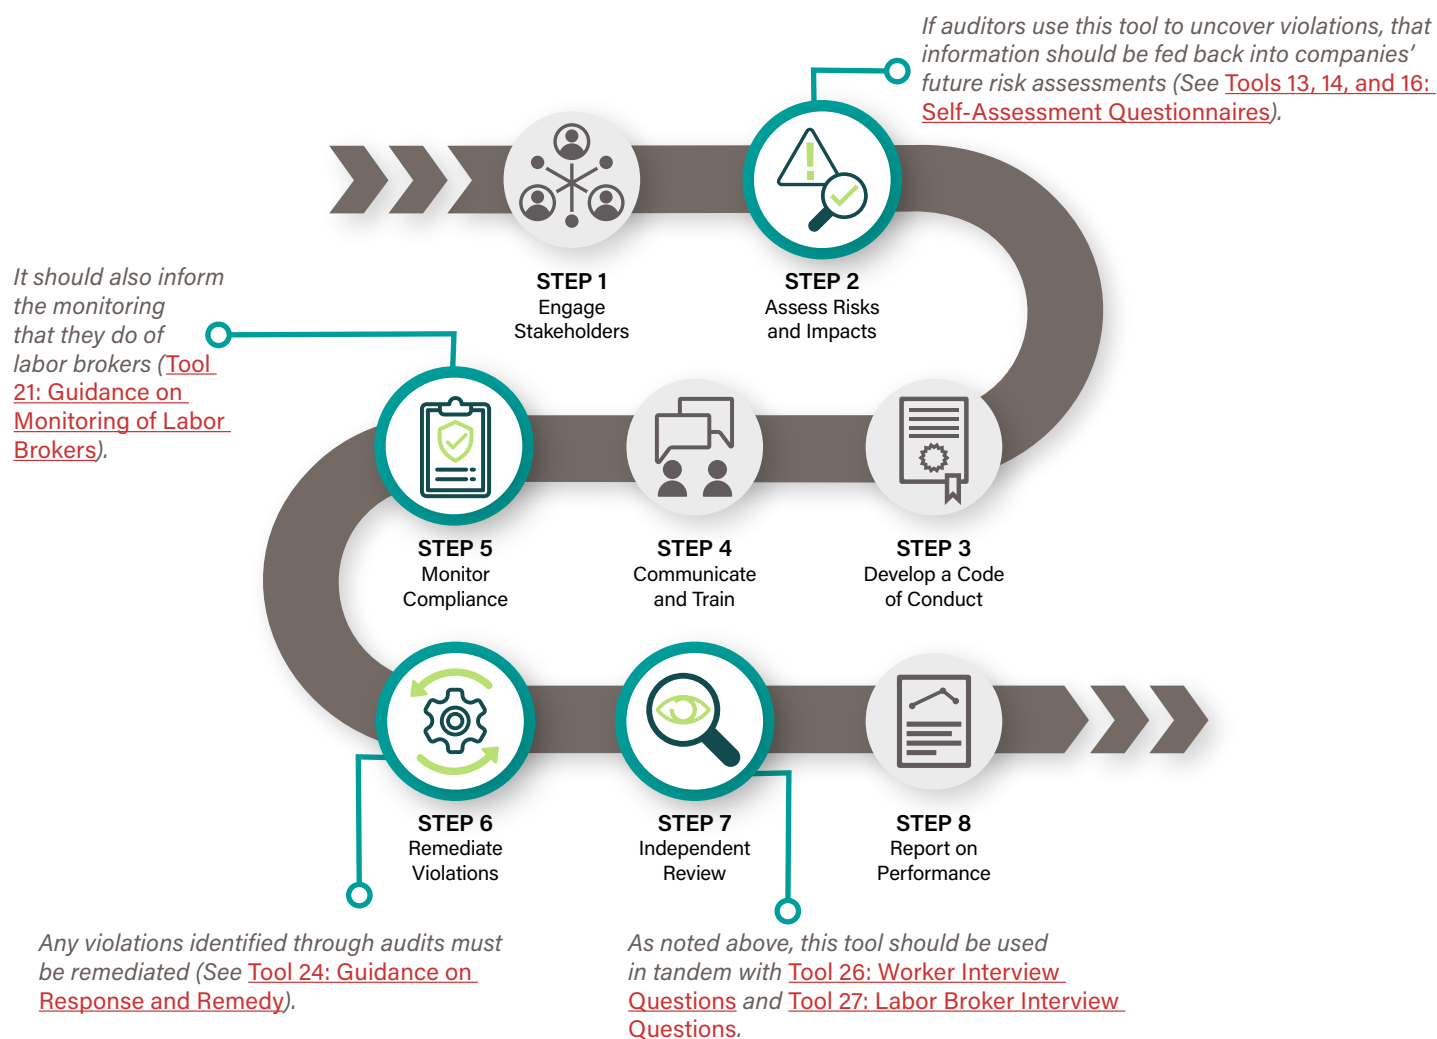 If auditors use this tool to uncover violations, that
information should be fed back into companies’
future risk assessments (See Tools 13, 14, and 16:
Self-Assessment Questionnaires).
STEP 1
Engage
Stakeholders
STEP 2
Assess Risks
and Impacts
It should also inform
the monitoring
that they do of
labor brokers (Tool
21: Guidance on
Monitoring of Labor
Brokers).
STEP 5
Monitor
Compliance
STEP 4
Communicate
and Train
STEP 3
Develop a Code
of Conduct
STEP 6
Remediate
Violations
STEP 7
Independent
Review
STEP 8
Report on
Performance
Any violations identified through audits must
be remediated (See Tool 24: Guidance on
Response and Remedy).
As noted above, this tool should be used
in tandem with Tool 26: Worker Interview
Questions and Tool 27: Labor Broker Interview
Questions.